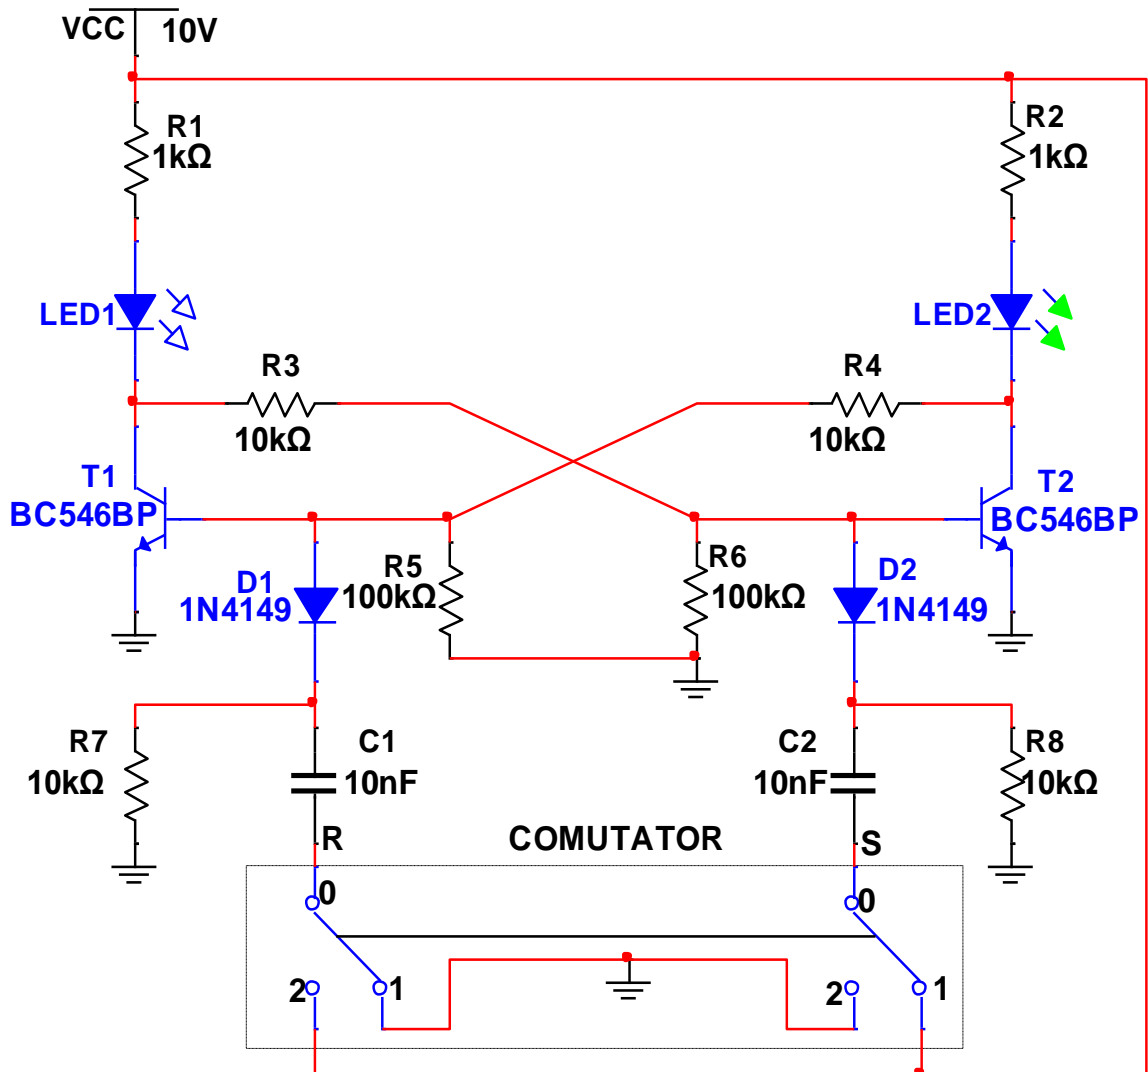 VCC 10V
R1
1kΩ
R2
1kΩ
LED1
LED2
R3
10kΩ
R4
10kΩ
T1
BC546BP
T2
BC546BP
D1
1N4149
R5
100kΩ
R6
100kΩ
D2
1N4149
R7
10kΩ
C1
10nF
C2
10nF
R8
10kΩ
R
COMUTATOR
S
0
0
2
1
2
1